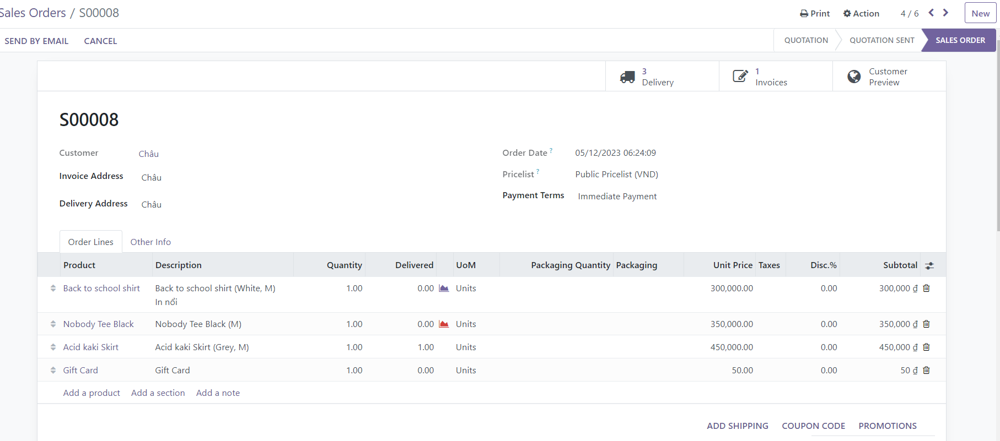 Sales Orders / S00008
Print Action 4 / 6 New
SEND BY EMAIL CANCEL QUOTATION QUOTATION SENT SALES ORDER
3 Delivery
1 Invoices
Customer Preview
S00008
Customer Châu
Invoice Address Châu
Delivery Address Châu
Order Date ? 05/12/2023 06:24:09
Pricelist ? Public Pricelist (VND)
Payment Terms Immediate Payment
Order Lines Other Info
Product Description Quantity Delivered UoM Packaging Quantity Packaging Unit Price Taxes Disc.% Subtotal
Back to school shirt Back to school shirt (White, M) 1.00 0.00 Units 300,000.00 0.00 300,000 ₫
In nổi
Nobody Tee Black Nobody Tee Black (M) 1.00 0.00 Units 350,000.00 0.00 350,000 ₫
Acid kaki Skirt Acid kaki Skirt (Grey, M) 1.00 1.00 Units 450,000.00 0.00 450,000 ₫
Gift Card Gift Card 1.00 0.00 Units 50.00 0.00 50 ₫
Add a product Add a section Add a note
ADD SHIPPING COUPON CODE PROMOTIONS